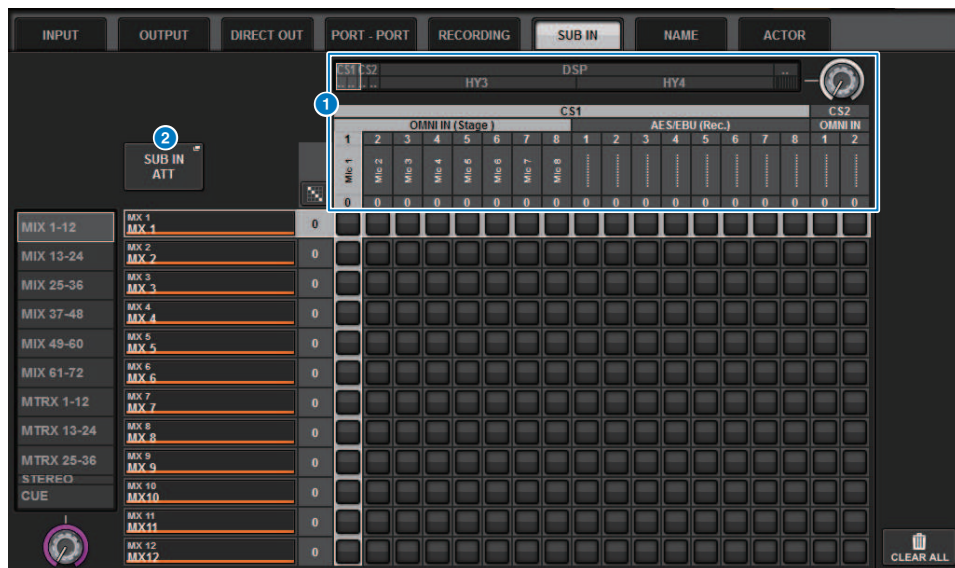 INPUT OUTPUT DIRECT OUT PORT - PORT RECORDING SUB IN NAME ACTOR
CS1 CS2 DSP ..
.. .. .. .. HY3 HY4
1
CS1 CS2
OMNI IN (Stage ) AES/EBU (Rec.) OMNI IN
1 2 3 4 5 6 7 8 1 2 3 4 5 6 7 8 1 2
Mic 1 Mic 2 Mic 3 Mic 4 Mic 5 Mic 6 Mic 7 Mic 8
0 0 0 0 0 0 0 0 0 0 0 0 0 0 0 0 0 0
2
SUB IN
ATT
MIX 1-12
MIX 13-24
MIX 25-36
MIX 37-48
MIX 49-60
MIX 61-72
MTRX 1-12
MTRX 13-24
MTRX 25-36
STEREO
CUE
MX 1
MX 1 0
MX 2
MX 2 0
MX 3
MX 3 0
MX 4
MX 4 0
MX 5
MX 5 0
MX 6
MX 6 0
MX 7
MX 7 0
MX 8
MX 8 0
MX 9
MX 9 0
MX 10
MX10 0
MX 11
MX11 0
MX 12
MX12 0
CLEAR ALL